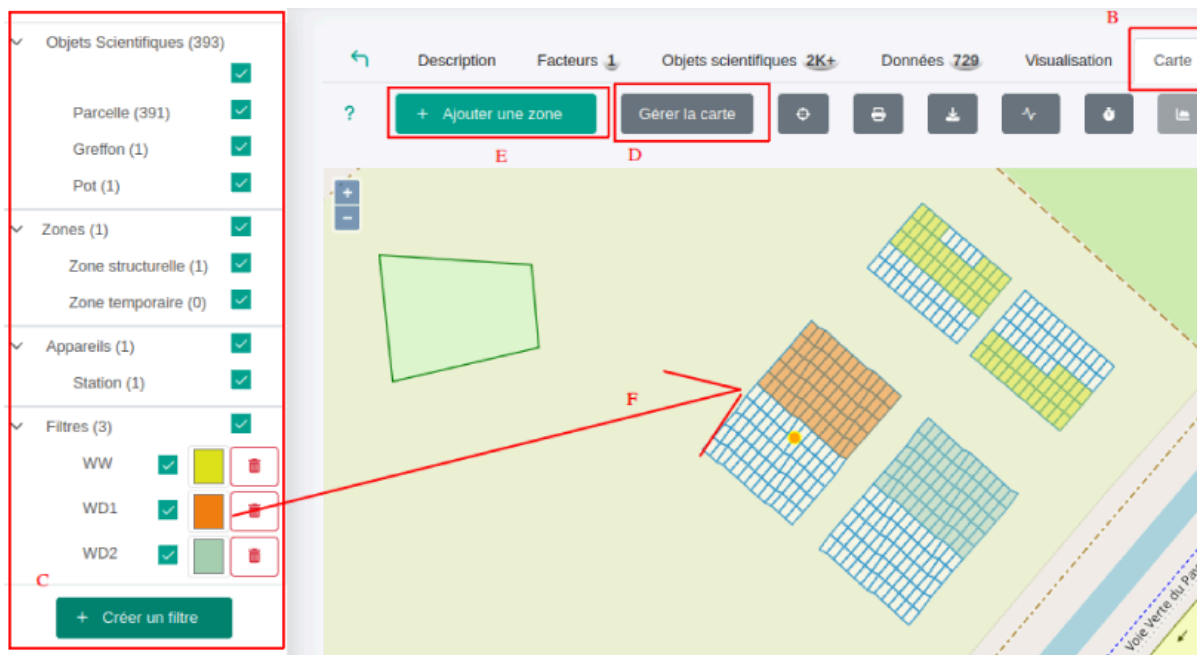 B
Objets Scientifiques (393)
Parcelle (391)
Greffon (1)
Pot (1)
Zones (1)
Zone structurelle (1)
Zone temporaire (0)
Appareils (1)
Station (1)
Filtres (3)
WW
WD1
WD2
C
+ Créer un filtre
Description Facteurs 1 Objets scientifiques 2K+ Données 729 Visualisation Carte
? + Ajouter une zone Gérer la carte
E D
+
−
F
Voie Verte du Pav